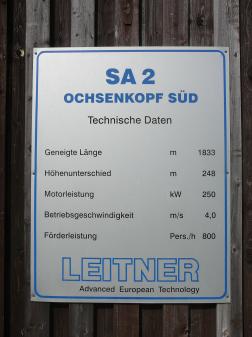 SA 2
OCHSENKOPF SÜD
Technische Daten
Geneigte Länge m 1833
Höhenunterschied m 248
Motorleistung kW 250
Betriebsgeschwindigkeit m/s 4,0
Förderleistung Pers./h 800
LEITNER
Advanced European Technology